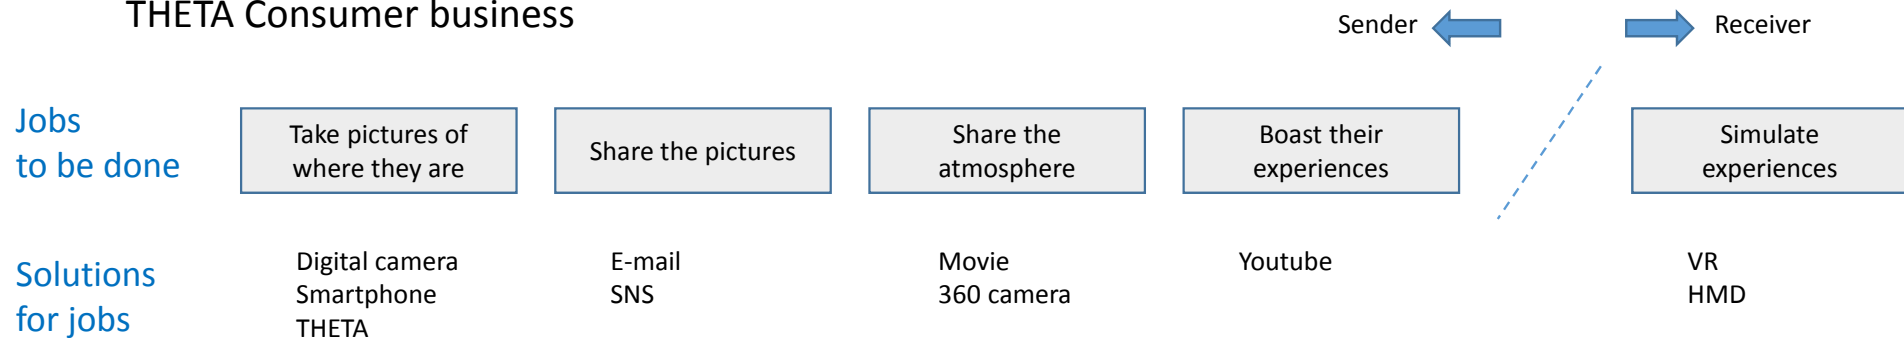 THETA Consumer business
Sender
Receiver
Jobs
to be done
Take pictures of
where they are
Share the pictures
Share the
atmosphere
Boast their
experiences
Simulate
experiences
Solutions
for jobs
Digital camera
Smartphone
THETA
E-mail
SNS
Movie
360 camera
Youtube
VR
HMD